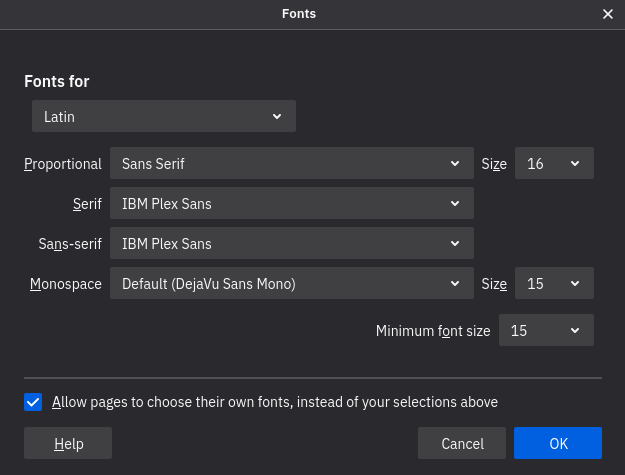 Fonts
Fonts for
Latin
Proportional Sans Serif Size 16
Serif IBM Plex Sans
Sans-serif IBM Plex Sans
Monospace Default (DejaVu Sans Mono) Size 15
Minimum font size 15
Allow pages to choose their own fonts, instead of your selections above
Help Cancel OK